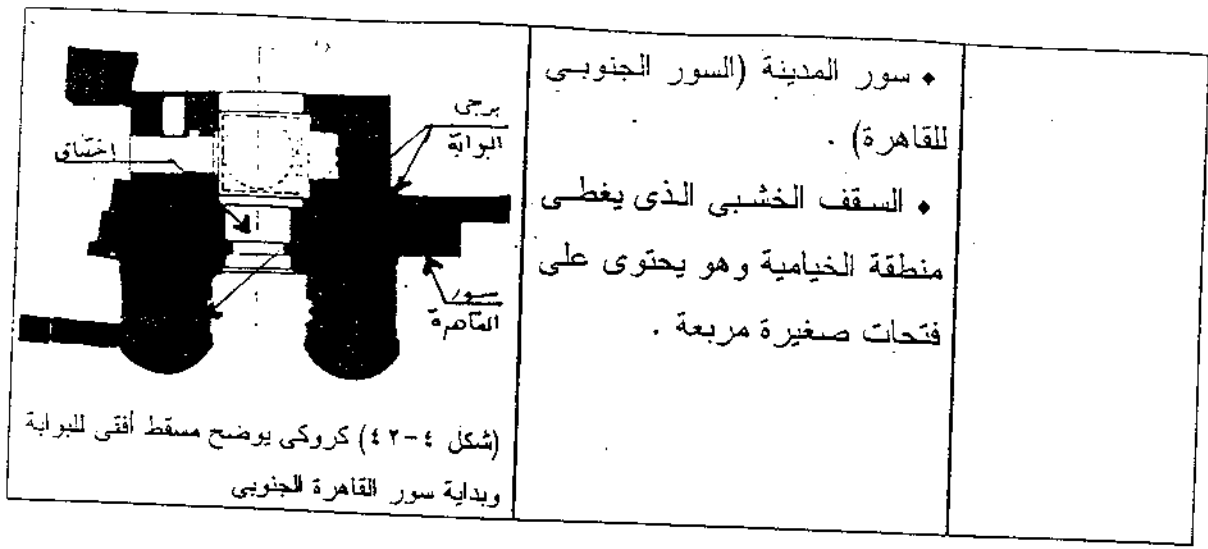 • سور المدينة (السور الجنوبى
للقاهرة) .
• السقف الخشبى الذى يغطى
منطقة الخيامية وهو يحتوى على
فتحات صغيرة مربعة .
برجى
البوابة
إختناق
سور
القاهرة
(شكل ٤-٤٢) كروكى يوضح مسقط أفقى للبوابة
وبداية سور القاهرة الجنوبى